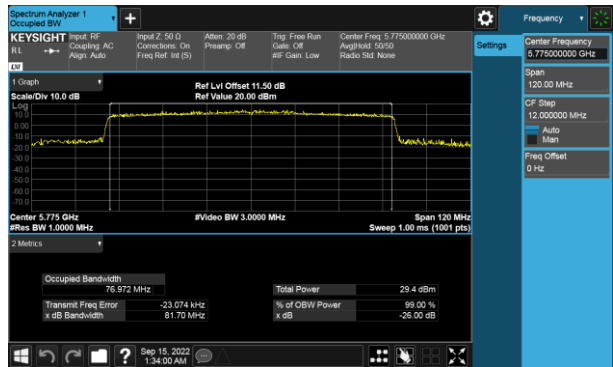 Spectrum Analyzer 1
Occupied BW
Frequency
KEYSIGHT
Input: RF
Input Z: 50 Ω
Atten: 20 dB
Trig: Free Run
Center Freq: 5.775000000 GHz
RL
Coupling: AC
Corrections: On
Preamp: Off
Gate: Off
Avg|Hold: 50/50
Align: Auto
Freq Ref: Int (S)
#IF Gain: Low
Radio Std: None
Settings
Center Frequency
5.775000000 GHz
Span
120.00 MHz
CF Step
12.000000 MHz
Auto
Man
Freq Offset
0 Hz
1 Graph
Scale/Div 10.0 dB
Ref Lvl Offset 11.50 dB
Ref Value 20.00 dBm
Log
10.0
0.00
-10.0
-20.0
-30.0
-40.0
-50.0
-60.0
-70.0
Center 5.775 GHz
#Video BW 3.0000 MHz
Span 120 MHz
#Res BW 1.0000 MHz
Sweep 1.00 ms (1001 pts)
2 Metrics
Occupied Bandwidth
76.972 MHz
Total Power
29.4 dBm
Transmit Freq Error
-23.074 kHz
% of OBW Power
99.00 %
x dB Bandwidth
81.70 MHz
x dB
-26.00 dB
?
Sep 15, 2022
1:34:00 AM